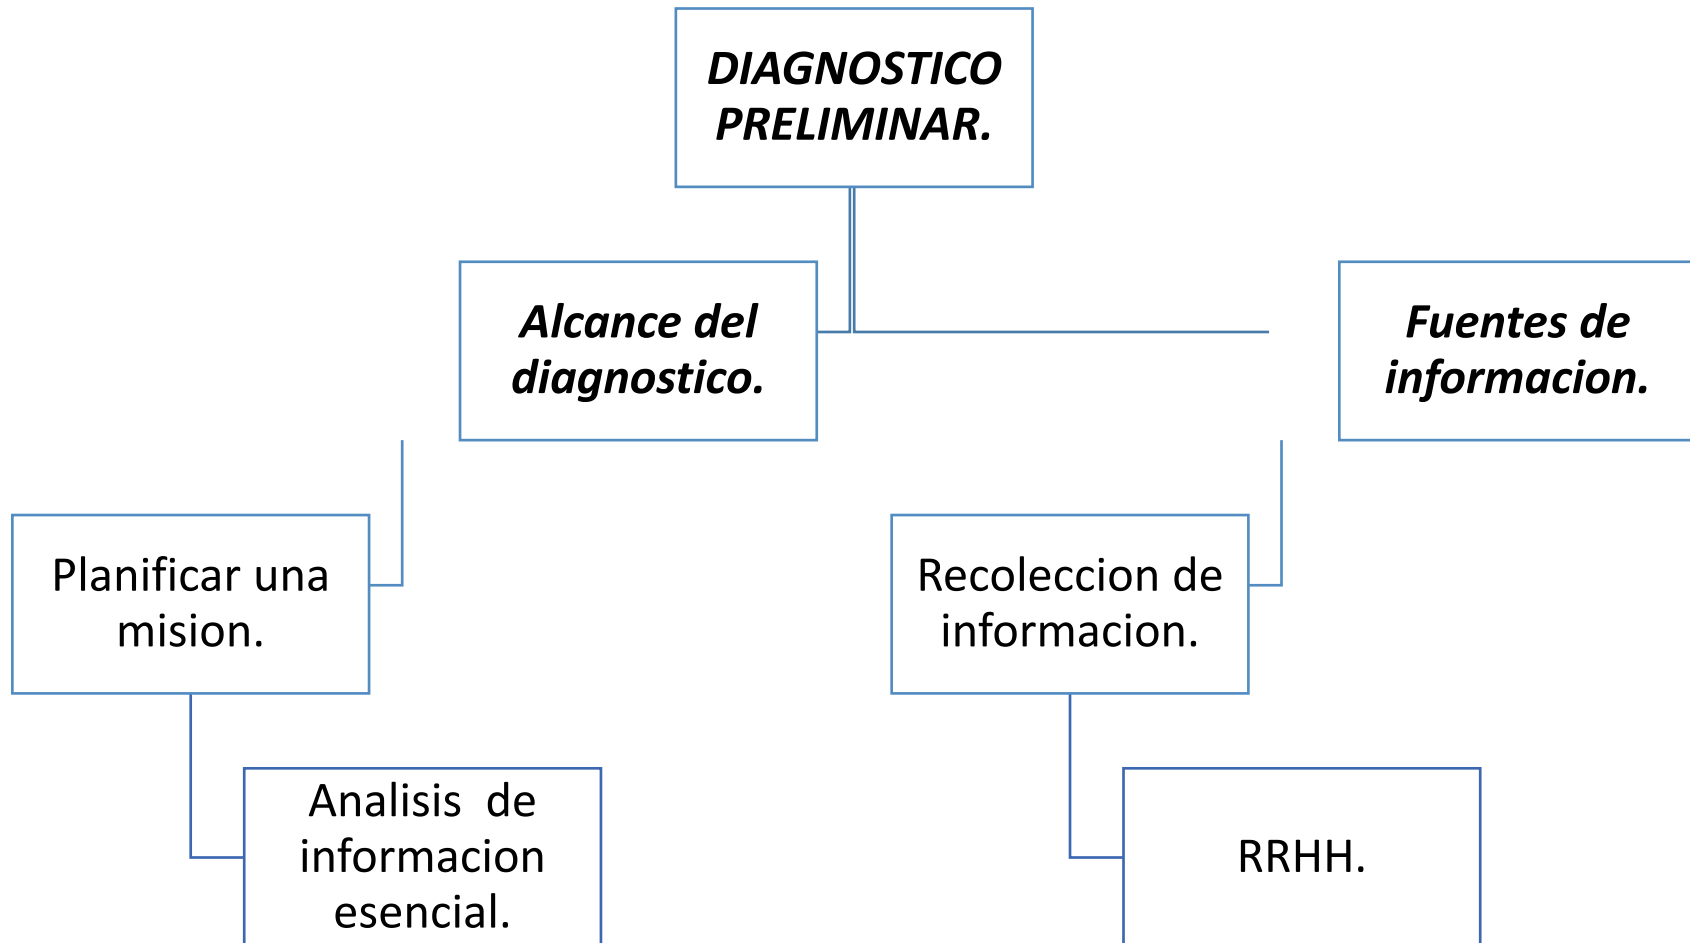 DIAGNOSTICO
PRELIMINAR.
Alcance del
diagnostico.
Fuentes de
informacion.
Planificar una
mision.
Recoleccion de
informacion.
Analisis  de
informacion
esencial.
RRHH.